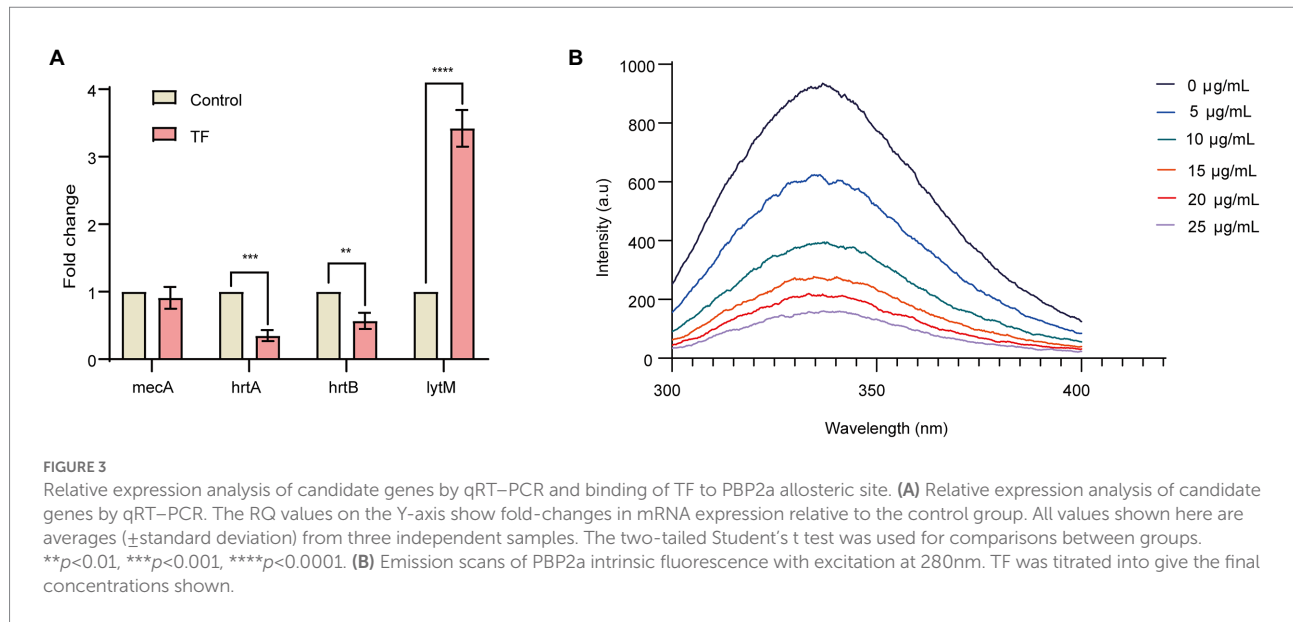 A
B
Control
TF
****
***
**
Fold change
4
3
2
1
0
mecA
hrtA
hrtB
lytM
1000
800
600
400
200
0
Intensity (a.u)
300
350
400
Wavelength (nm)
0 µg/mL
5 µg/mL
10 µg/mL
15 µg/mL
20 µg/mL
25 µg/mL
FIGURE 3
Relative expression analysis of candidate genes by qRT–PCR and binding of TF to PBP2a allosteric site. (A) Relative expression analysis of candidate
genes by qRT–PCR. The RQ values on the Y-axis show fold-changes in mRNA expression relative to the control group. All values shown here are
averages (±standard deviation) from three independent samples. The two-tailed Student's t test was used for comparisons between groups.
**p<0.01, ***p<0.001, ****p<0.0001. (B) Emission scans of PBP2a intrinsic fluorescence with excitation at 280nm. TF was titrated into give the final
concentrations shown.